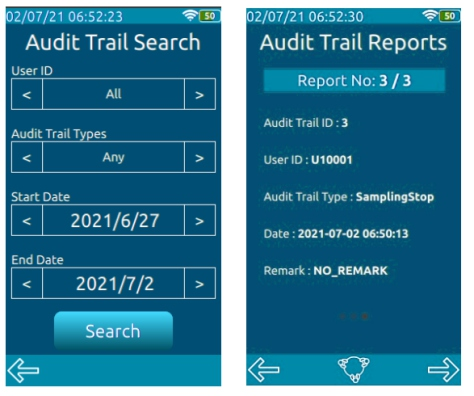 02/07/21 06:52:23 50
Audit Trail Search
User ID
< All >
Audit Trail Types
< Any >
Start Date
< 2021/6/27 >
End Date
< 2021/7/2 >
Search
02/07/21 06:52:30 50
Audit Trail Reports
Report No: 3 / 3
Audit Trail ID : 3
User ID : U10001
Audit Trail Type : SamplingStop
Date : 2021-07-02 06:50:13
Remark : NO_REMARK